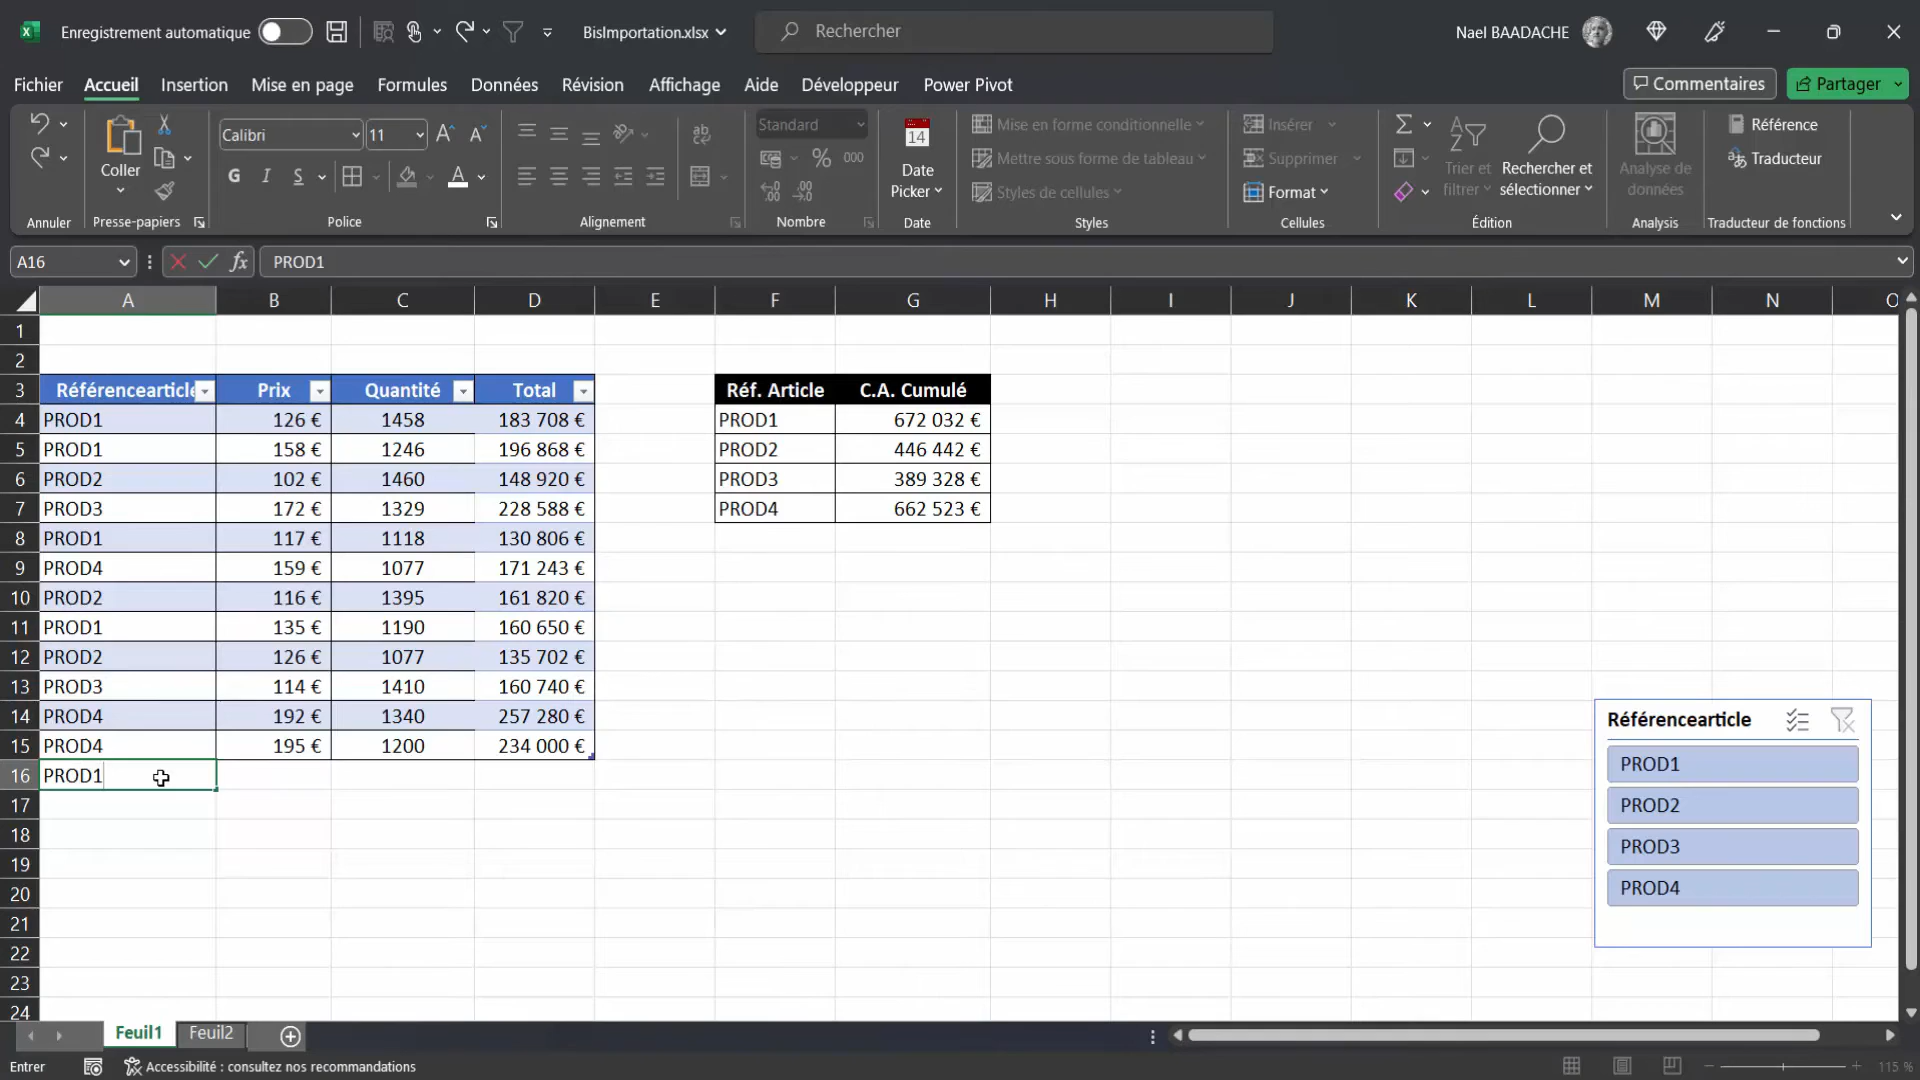 Enregistrement automatique
BisImportation.xlsx
Rechercher
Nael BAADACHE
Fichier Accueil Insertion Mise en page Formules Données Révision Affichage Aide Développeur Power Pivot
Commentaires Partager
Annuler
Coller
Presse-papiers
Calibri 11
G I S A
Police
ab
Alignement
Standard
% 000
Nombre
14
Date Picker
Date
Mise en forme conditionnelle
Mettre sous forme de tableau
Styles de cellules
Styles
Insérer
Supprimer
Format
Cellules
Trier et filtrer
Rechercher et sélectionner
Édition
Analyse de données
Analysis
Référence
Traducteur
Traducteur de fonctions
A16 fx PROD1
A B C D E F G H I J K L M N O
1
2
3 Référencearticle Prix Quantité Total Réf. Article C.A. Cumulé
4 PROD1 126 € 1458 183 708 € PROD1 672 032 €
5 PROD1 158 € 1246 196 868 € PROD2 446 442 €
6 PROD2 102 € 1460 148 920 € PROD3 389 328 €
7 PROD3 172 € 1329 228 588 € PROD4 662 523 €
8 PROD1 117 € 1118 130 806 €
9 PROD4 159 € 1077 171 243 €
10 PROD2 116 € 1395 161 820 €
11 PROD1 135 € 1190 160 650 €
12 PROD2 126 € 1077 135 702 €
13 PROD3 114 € 1410 160 740 €
14 PROD4 192 € 1340 257 280 €
15 PROD4 195 € 1200 234 000 €
16 PROD1
17
18
19
20
21
22
23
24
Référencearticle
PROD1
PROD2
PROD3
PROD4
Feuil1 Feuil2
Entrer
Accessibilité : consultez nos recommandations
115 %